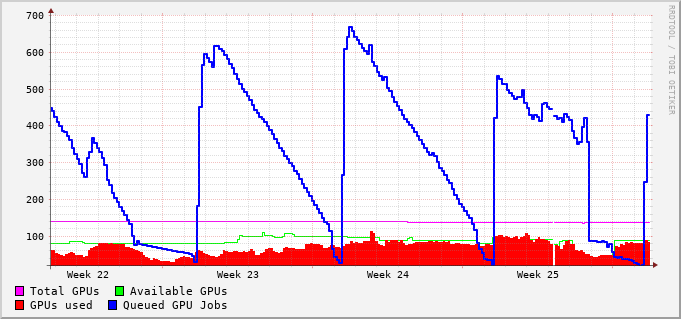 700
600
500
400
300
200
100
Week 22 Week 23 Week 24 Week 25
Total GPUs Available GPUs
GPUs used Queued GPU Jobs
RRDTOOL / TOBI OETIKER